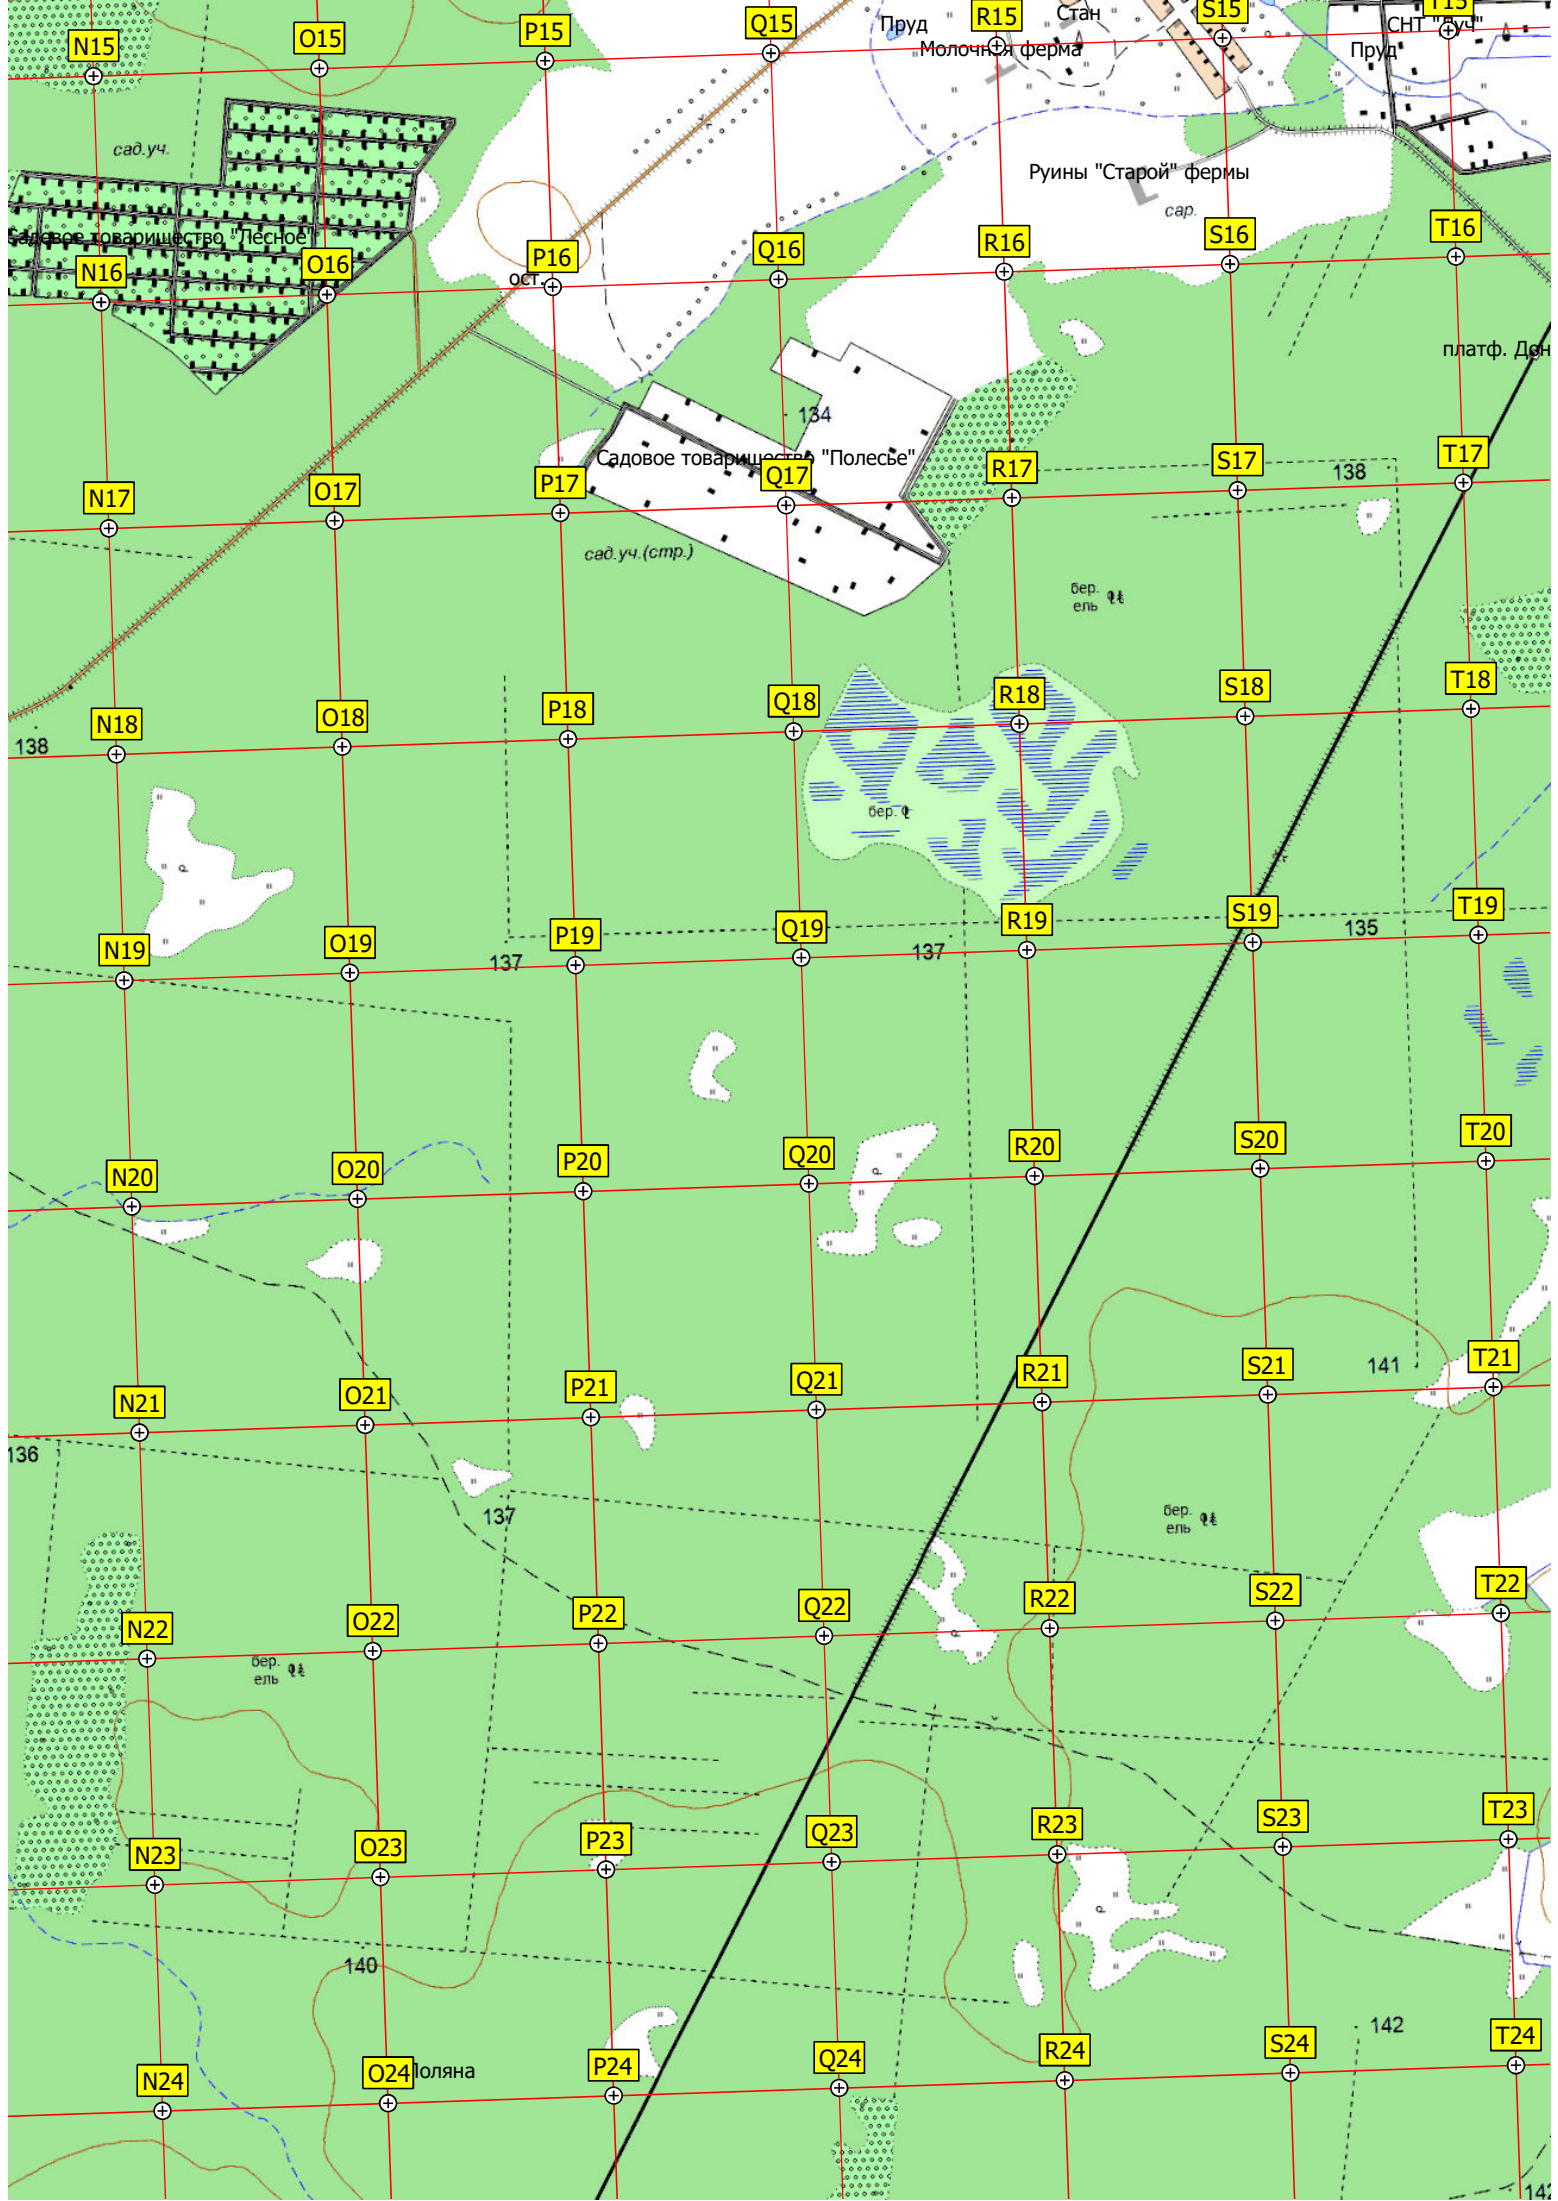 Стан
R15
S15
СНТ "Луч"
N15
O15
P15
Q15
Пруд
Молочная ферма
Пруд
сад.уч.
Руины "Старой" фермы
сар.
Садовое товарищество "Лесное"
N16
O16
ост.
P16
Q16
R16
S16
T16
платф.
134
Садовое товарищество "Полесье"
N17
O17
P17
Q17
R17
S17
138
T17
сад.уч.(стр.)
бер.
ель
138
N18
O18
P18
Q18
R18
S18
T18
бер.
N19
O19
137
P19
Q19
137
R19
S19
135
T19
N20
O20
P20
Q20
R20
S20
T20
N21
O21
P21
Q21
R21
S21
141
T21
136
137
бер.
ель
N22
O22
P22
Q22
R22
S22
T22
бер.
ель
N23
O23
P23
Q23
R23
S23
T23
140
142
N24
O24
P24
Q24
R24
S24
T24